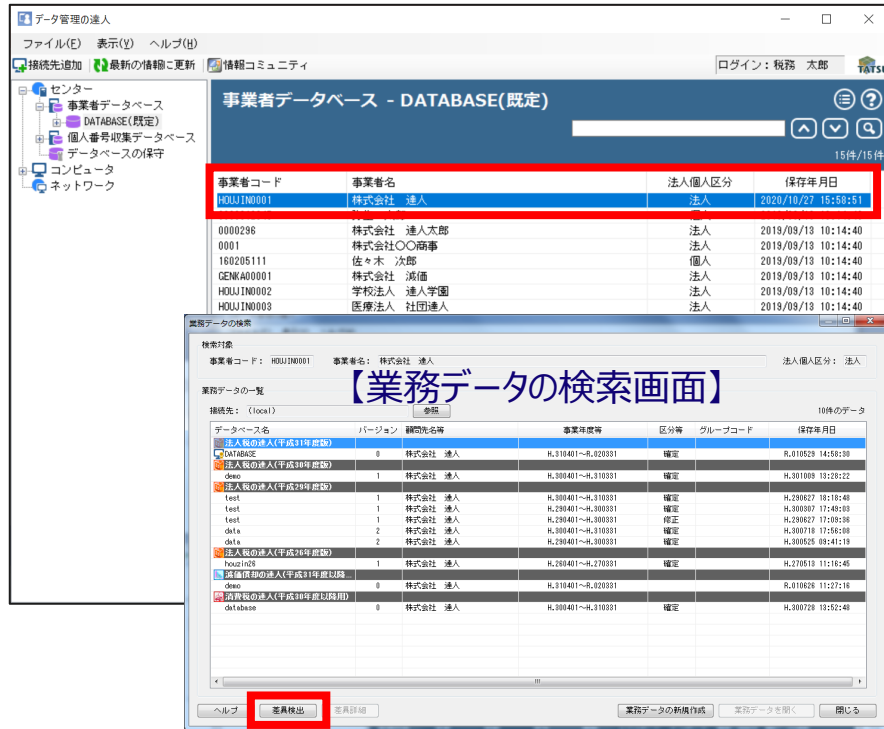 データ管理の達人
ファイル(F) 表示(V) ヘルプ(H)
接続先追加 最新の情報に更新 情報コミュニティ ログイン：税務 太郎 TATSU
センター
事業者データベース
DATABASE(既定)
個人番号収集データベース
データベースの保守
コンピュータ
ネットワーク
事業者データベース - DATABASE(既定)
15件/15件
事業者コード 事業者名 法人個人区分 保存年月日
HOUJIN0001 株式会社 達人 法人 2020/10/27 15:58:51
0000296 株式会社 達人太郎 法人 2019/09/13 10:14:40
0001 株式会社〇〇商事 法人 2019/09/13 10:14:40
160205111 佐々木 次郎 個人 2019/09/13 10:14:40
GENKA00001 株式会社 減価 法人 2019/09/13 10:14:40
HOUJIN0002 学校法人 達人学園 法人 2019/09/13 10:14:40
HOUJIN0003 医療法人 社団達人 法人 2019/09/13 10:14:40
業務データの検索
検索対象
事業者コード： HOUJIN0001 事業者名： 株式会社 達人 法人個人区分： 法人
【業務データの検索画面】
業務データの一覧
接続先： (local) 参照 10件のデータ
データベース名 バージョン 顧問先名等 事業年度等 区分等 グループコード 保存年月日
法人税の達人(平成31年度版)
DATABASE 0 株式会社 達人 H.310401～R.020331 確定 R.010529 14:58:30
法人税の達人(平成30年度版)
demo 1 株式会社 達人 H.300401～H.310331 確定 H.301009 13:28:22
法人税の達人(平成29年度版)
test 1 株式会社 達人 H.300401～H.310331 確定 H.290627 18:18:48
test 1 株式会社 達人 H.290401～H.300331 確定 H.300307 17:49:03
test 1 株式会社 達人 H.290401～H.300331 修正 H.290627 17:09:36
data 2 株式会社 達人 H.300401～H.310331 確定 H.300718 17:56:08
data 2 株式会社 達人 H.290401～H.300331 確定 H.300525 09:41:19
法人税の達人(平成26年度版)
houzin26 1 株式会社 達人 H.260401～H.270331 確定 H.270513 11:16:45
減価償却の達人(平成31年度以降...
demo 0 株式会社 達人 H.310401～R.020331 R.010626 11:27:16
消費税の達人(平成30年度以降用)
database 0 株式会社 達人 H.300401～H.310331 確定 H.300728 13:52:48
ヘルプ 差異検出 差異詳細 業務データの新規作成 業務データを開く 閉じる